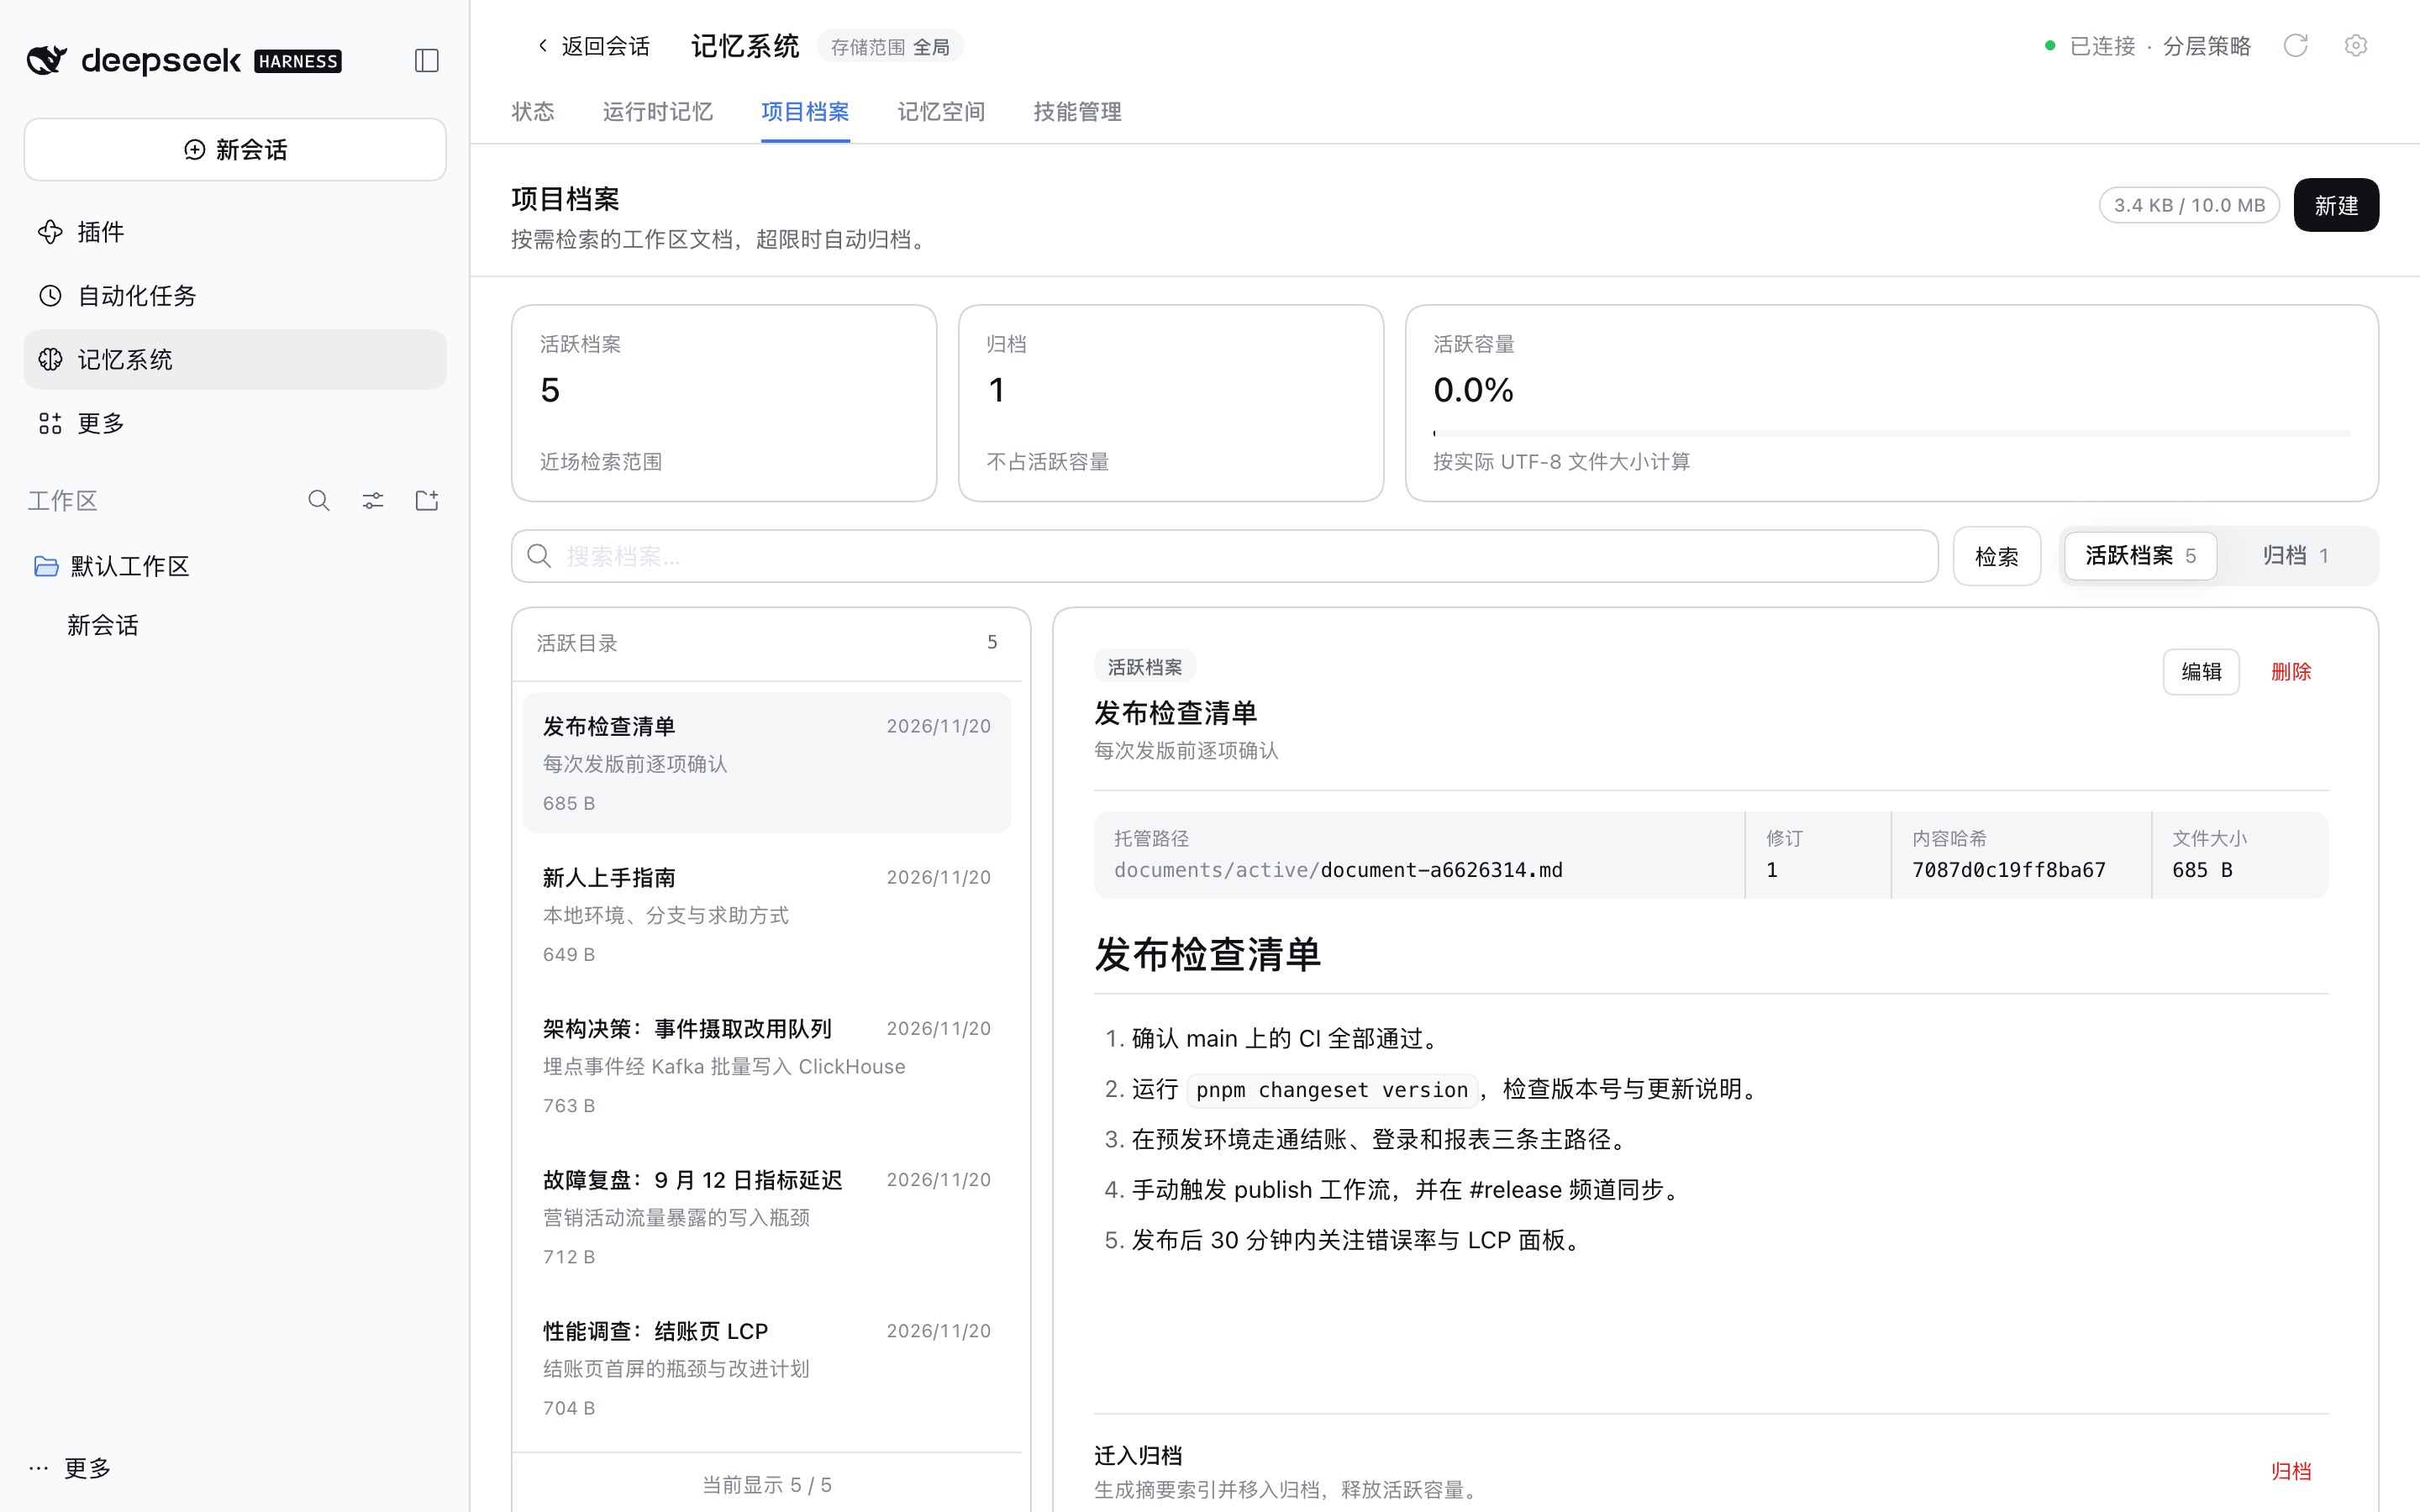 deepseek HARNESS
新会话
插件
自动化任务
记忆系统
更多
工作区
默认工作区
新会话
更多
返回会话
记忆系统
存储范围 全局
已连接 · 分层策略
状态
运行时记忆
项目档案
记忆空间
技能管理
项目档案
按需检索的工作区文档，超限时自动归档。
3.4 KB / 10.0 MB
新建
活跃档案
5
近场检索范围
归档
1
不占活跃容量
活跃容量
0.0%
按实际 UTF-8 文件大小计算
搜索档案...
检索
活跃档案 5
归档 1
活跃目录
5
发布检查清单
2026/11/20
每次发版前逐项确认
685 B
新人上手指南
2026/11/20
本地环境、分支与求助方式
649 B
架构决策：事件摄取改用队列
2026/11/20
埋点事件经 Kafka 批量写入 ClickHouse
763 B
故障复盘：9 月 12 日指标延迟
2026/11/20
营销活动流量暴露的写入瓶颈
712 B
性能调查：结账页 LCP
2026/11/20
结账页首屏的瓶颈与改进计划
704 B
当前显示 5 / 5
活跃档案
编辑
删除
发布检查清单
每次发版前逐项确认
托管路径
documents/active/document-a6626314.md
修订
1
内容哈希
7087d0c19ff8ba67
文件大小
685 B
发布检查清单
1. 确认 main 上的 CI 全部通过。
2. 运行 pnpm changeset version，检查版本号与更新说明。
3. 在预发环境走通结账、登录和报表三条主路径。
4. 手动触发 publish 工作流，并在 #release 频道同步。
5. 发布后 30 分钟内关注错误率与 LCP 面板。
迁入归档
生成摘要索引并移入归档，释放活跃容量。
归档